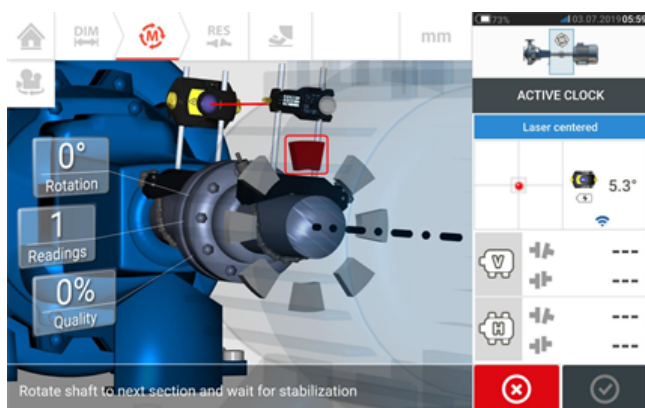 DIM
M
RES
mm
73%
03.07.2019 05:59
ACTIVE CLOCK
Laser centered
5.3°
0°
Rotation
1
Readings
0%
Quality
V
---
---
H
---
---
Rotate shaft to next section and wait for stabilization